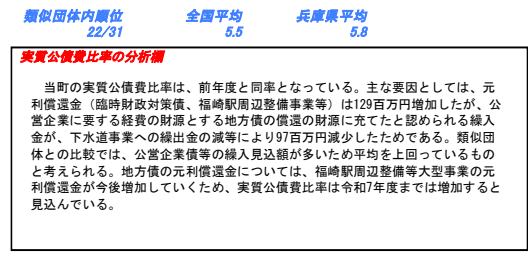 類似団体内順位 全国平均 兵庫県平均
22/31 5.5 5.8
実質公債費比率の分析欄
当町の実質公債費比率は、前年度と同率となっている。主な要因としては、元
利償還金（臨時財政対策債、福崎駅周辺整備事業等）は129百万円増加したが、公
営企業に要する経費の財源とする地方債の償還の財源に充てたと認められる繰入
金が、下水道事業への繰出金の減等により97百万円減少したためである。類似団
体との比較では、公営企業債等の繰入見込額が多いため平均を上回っているもの
と考えられる。地方債の元利償還金については、福崎駅周辺整備等大型事業の元
利償還金が今後増加していくため、実質公債費比率は令和7年度までは増加すると
見込んでいる。